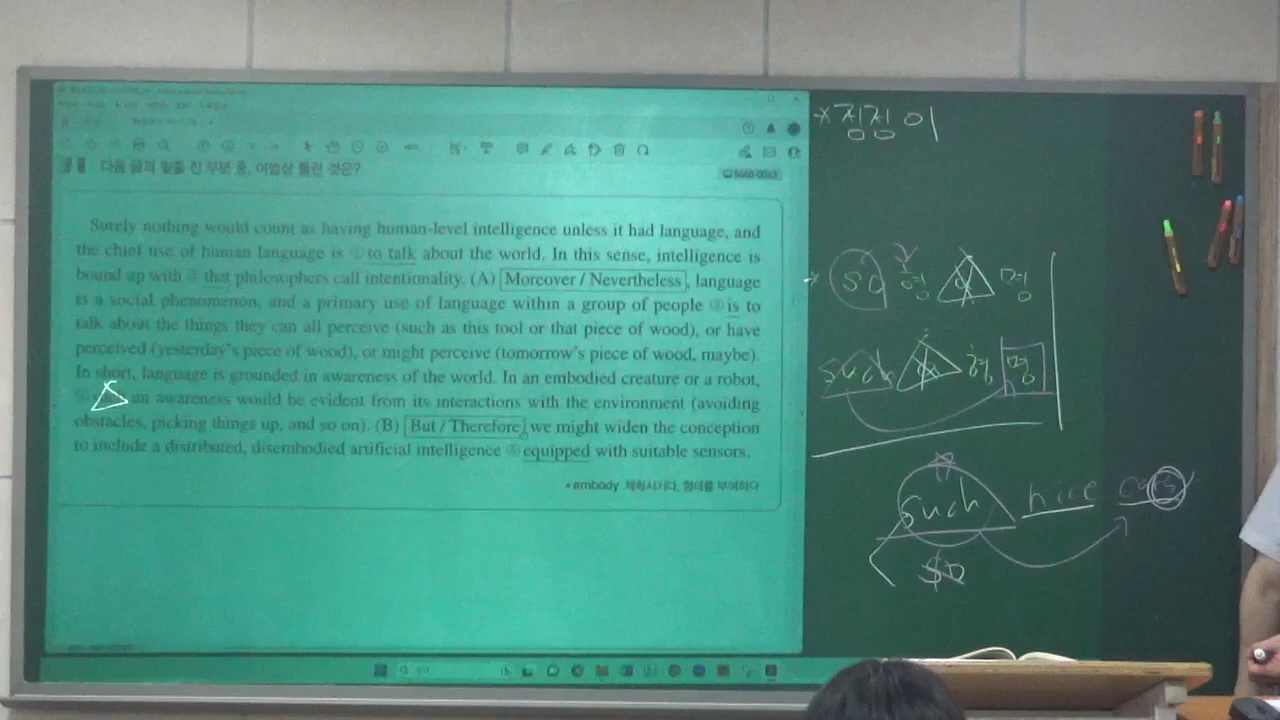 다음 글의 밑줄 친 부분 중, 어법상 틀린 것은?
Surely nothing would count as having human-level intelligence unless it had language, and
the chief use of human language is ① to talk about the world. In this sense, intelligence is
bound up with ② that philosophers call intentionality. (A) Moreover / Nevertheless, language
is a social phenomenon, and a primary use of language within a group of people ③ is to
talk about the things they can all perceive (such as this tool or that piece of wood), or have
perceived (yesterday's piece of wood), or might perceive (tomorrow's piece of wood, maybe).
In short, language is grounded in awareness of the world. In an embodied creature or a robot,
an awareness would be evident from its interactions with the environment (avoiding
obstacles, picking things up, and so on). (B) But / Therefore, we might widen the conception
to include a distributed, disembodied artificial intelligence ⑤ equipped with suitable sensors.
* embody 구체화하다, 형태를 부여하다
*징징이
so 형 a 명
such a 형 명
such nice cars
so